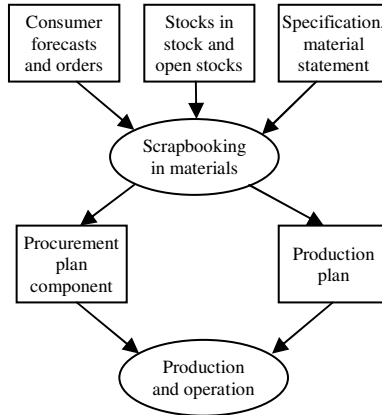 Consumer
forecasts
and orders
Stocks in
stock and
open stocks
Specification,
material
statement
Scrapbooking
in materials
Procurement
plan
component
Production
plan
Production
and operation